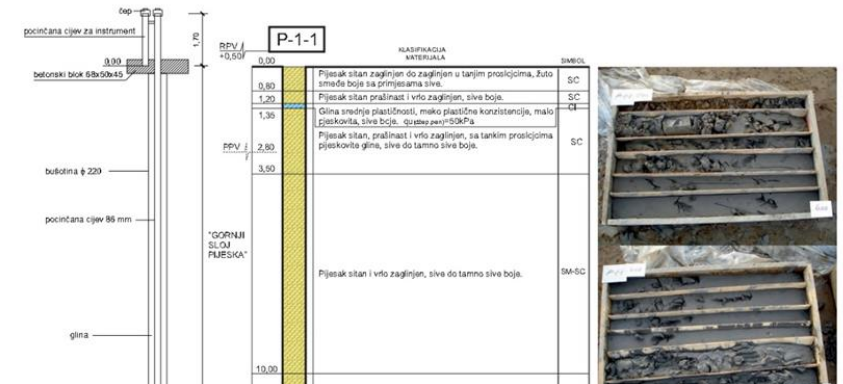 čep
pocinčana cijev za instrument
1,70
0,00
betonski blok 68x50x45
bušotina ϕ 220
pocinčana cijev 86 mm
glina
RPV
+0,50
P-1-1
KLASIFIKACIJA
MATERIJALA
SIMBOL
0,00
Pijesak sitan zaglinjen do zaglinjen u tanjim proslojcima, žuto
smeđe boje sa primjesama sive.
SC
0,80
Pijesak sitan prašinast i vrlo zaglinjen, sive boje.
SC
1,20
CI
Glina srednje plastičnosti, meko plastične konzistencije, malo
pjeskovita, sive boje. qu(džep.pen)=50kPa
1,35
Pijesak sitan, prašinast i vrlo zaglinjen, sa tankim proslojcima
pjeskovite gline, sive do tamno sive boje.
SC
PPV
2,80
3,50
"GORNJI
SLOJ
PIJESKA"
Pijesak sitan i vrlo zaglinjen, sive do tamno sive boje.
SM-SC
10,00